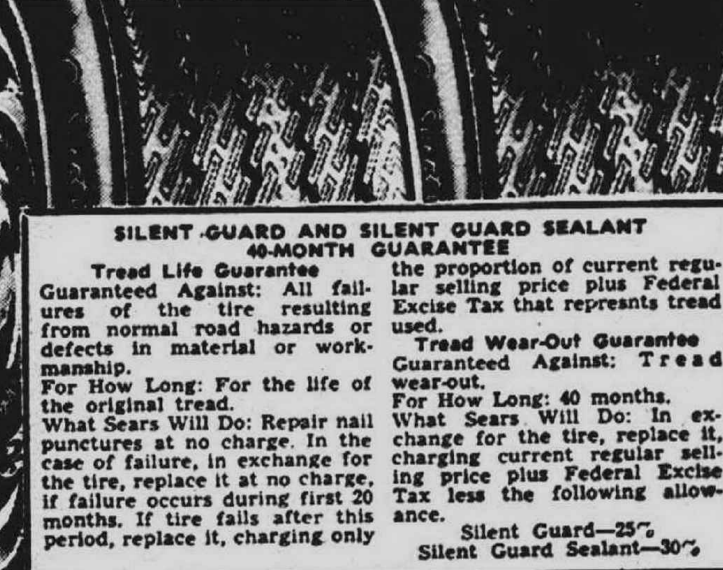 SILENT GUARD AND SILENT GUARD SEALANT
40-MONTH GUARANTEE
Tread Life Guarantee
Guaranteed Against: All fail-
ures of the tire resulting
from normal road hazards or
defects in material or work-
manship.
For How Long: For the life of
the original tread.
What Sears Will Do: Repair nail
punctures at no charge. In the
case of failure, in exchange for
the tire, replace it at no charge,
if failure occurs during first 20
months. If tire fails after this
period, replace it, charging only
the proportion of current regu-
lar selling price plus Federal
Excise Tax that represnts tread
used.
Tread Wear-Out Guarantee
Guaranteed Against: Tread
wear-out.
For How Long: 40 months.
What Sears Will Do: In ex-
change for the tire, replace it,
charging current regular sell-
ing price plus Federal Excise
Tax less the following allow-
ance.
Silent Guard—25%
Silent Guard Sealant—30%